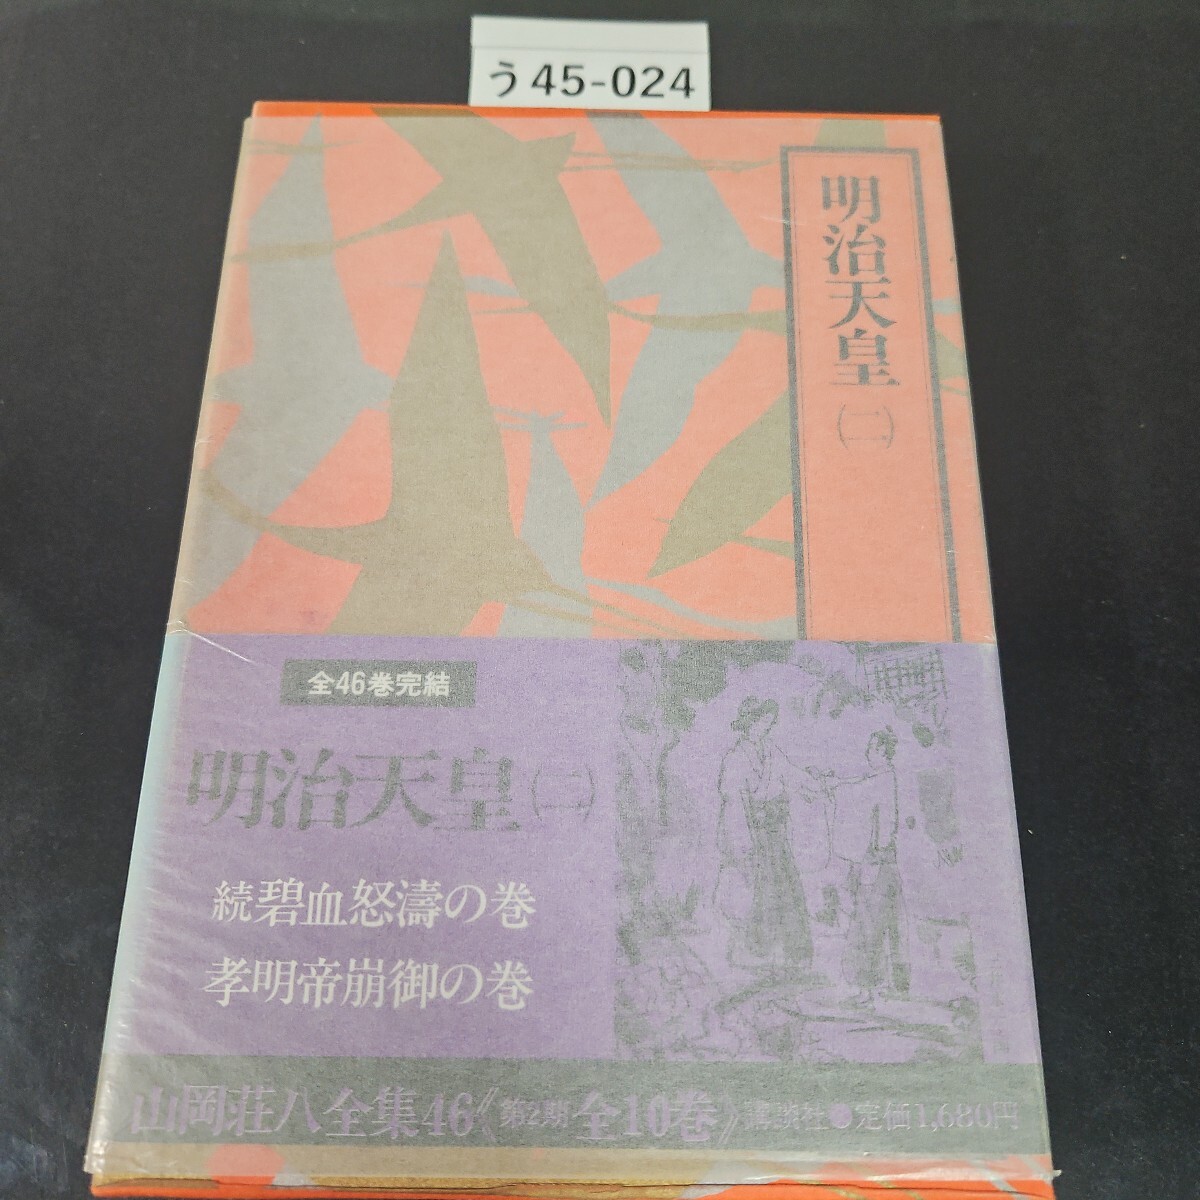 う45-024
明治天皇
(二)
全46巻完結
明治天皇(二)
続碧血怒濤の巻
孝明帝崩御の巻
山岡荘八全集46《第2期 全10巻》講談社●定価1,680円